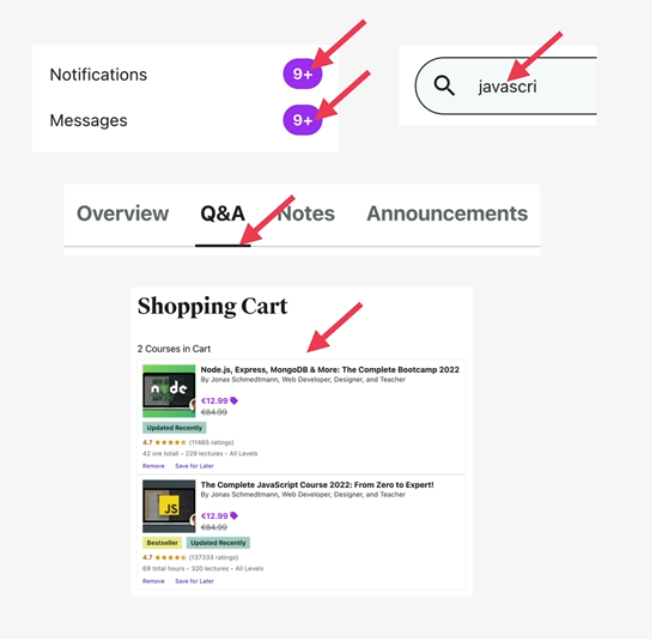 Notifications
9+
Messages
9+
javascri
Overview Q&A Notes Announcements
Shopping Cart
2 Courses in Cart
node
Node.js, Express, MongoDB & More: The Complete Bootcamp 2022
By Jonas Schmedtmann, Web Developer, Designer, and Teacher
€12.99
€84.99
Updated Recently
4.7 (11465 ratings)
42 ore totali • 229 lectures • All Levels
Remove Save for Later
JS
The Complete JavaScript Course 2022: From Zero to Expert!
By Jonas Schmedtmann, Web Developer, Designer, and Teacher
€12.99
€84.99
Bestseller Updated Recently
4.7 (137333 ratings)
69 total hours • 320 lectures • All Levels
Remove Save for Later